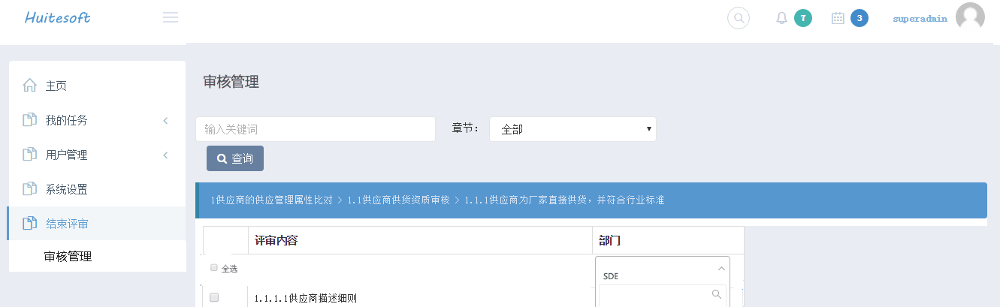 Huitesoft
7
3
superadmin
主页
我的任务
用户管理
系统设置
结束评审
审核管理
审核管理
输入关键词
章节：
全部
查询
1供应商的供应管理属性比对 > 1.1供应商供货资质审核 > 1.1.1供应商为厂家直接供货，并符合行业标准
评审内容
部门
全选
SDE
1.1.1.1供应商描述细则